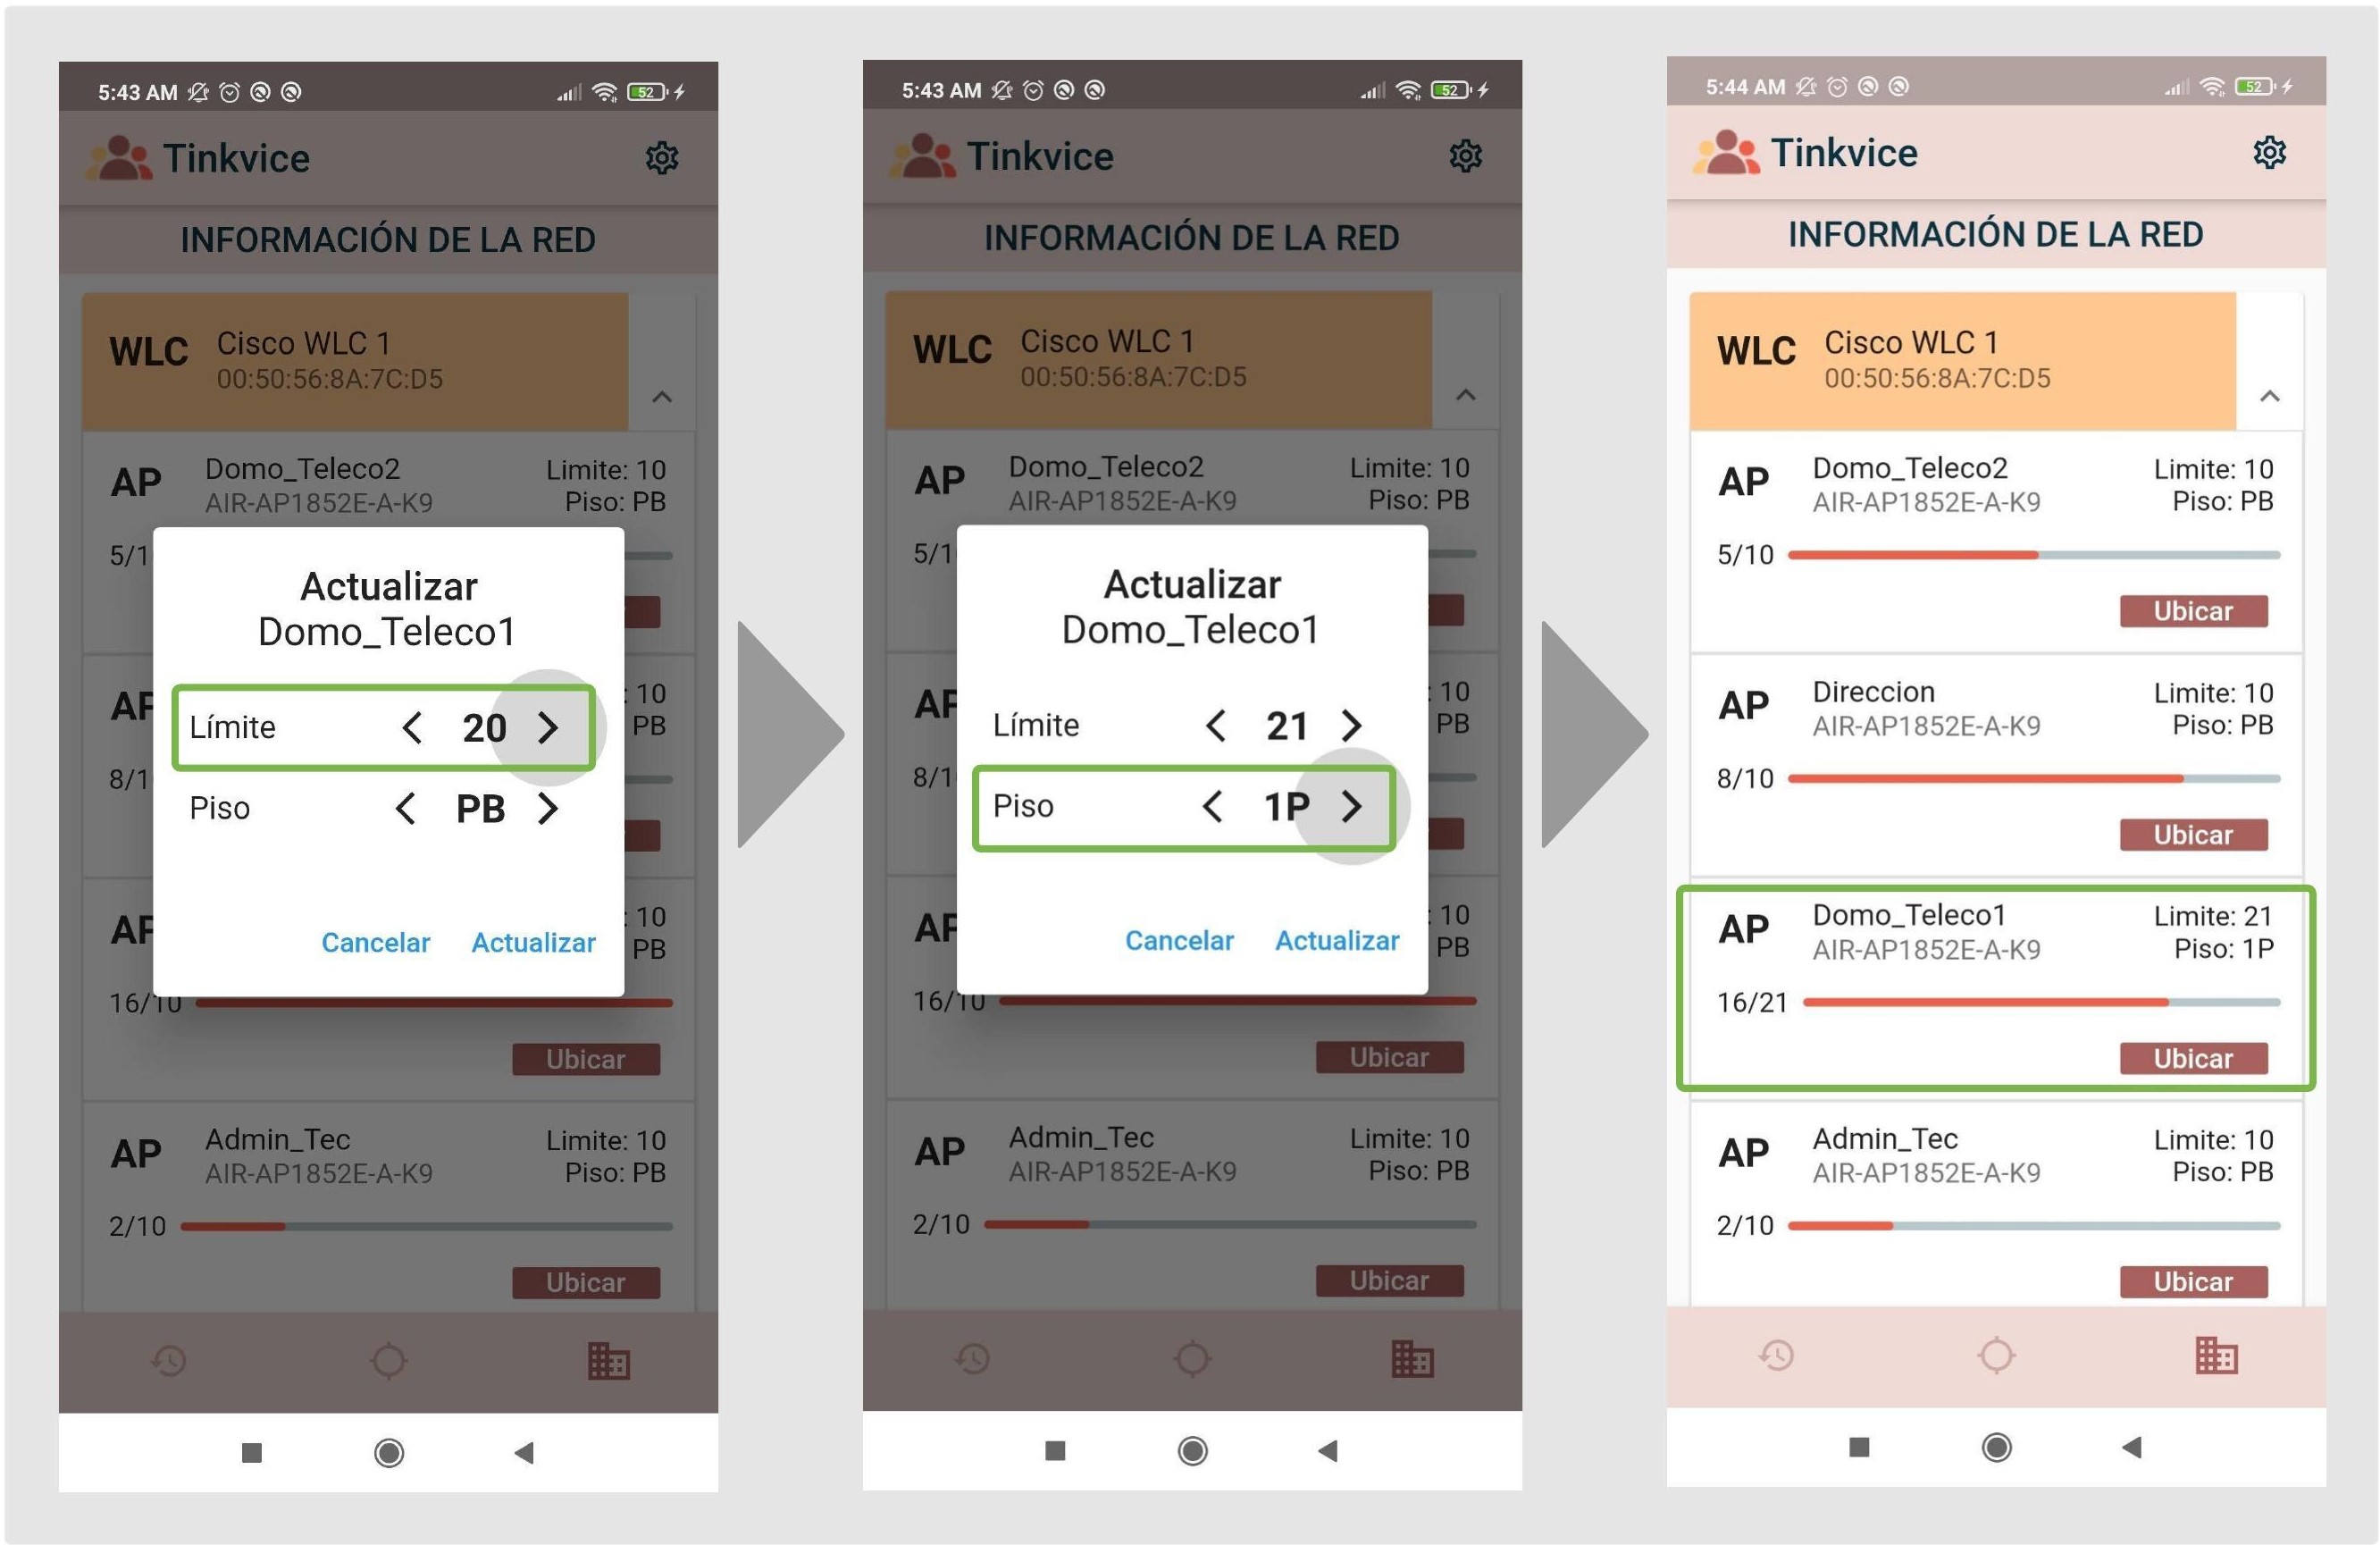 5:43 AM
52
Tinkvice
INFORMACIÓN DE LA RED
WLC
Cisco WLC 1
00:50:56:8A:7C:D5
AP
Domo_Teleco2
AIR-AP1852E-A-K9
Limite: 10
Piso: PB
5/1
Actualizar
Domo_Teleco1
AP
: 10
PB
Límite
20
8/1
Piso
PB
AP
: 10
PB
Cancelar
Actualizar
16/10
Ubicar
AP
Admin_Tec
AIR-AP1852E-A-K9
Limite: 10
Piso: PB
2/10
Ubicar
5:43 AM
52
Tinkvice
INFORMACIÓN DE LA RED
WLC
Cisco WLC 1
00:50:56:8A:7C:D5
AP
Domo_Teleco2
AIR-AP1852E-A-K9
Limite: 10
Piso: PB
5/1
Actualizar
Domo_Teleco1
AP
: 10
PB
Límite
21
8/1
Piso
1P
AP
: 10
PB
Cancelar
Actualizar
16/10
Ubicar
AP
Admin_Tec
AIR-AP1852E-A-K9
Limite: 10
Piso: PB
2/10
Ubicar
5:44 AM
52
Tinkvice
INFORMACIÓN DE LA RED
WLC
Cisco WLC 1
00:50:56:8A:7C:D5
AP
Domo_Teleco2
AIR-AP1852E-A-K9
Limite: 10
Piso: PB
5/10
Ubicar
AP
Direccion
AIR-AP1852E-A-K9
Limite: 10
Piso: PB
8/10
Ubicar
AP
Domo_Teleco1
AIR-AP1852E-A-K9
Limite: 21
Piso: 1P
16/21
Ubicar
AP
Admin_Tec
AIR-AP1852E-A-K9
Limite: 10
Piso: PB
2/10
Ubicar